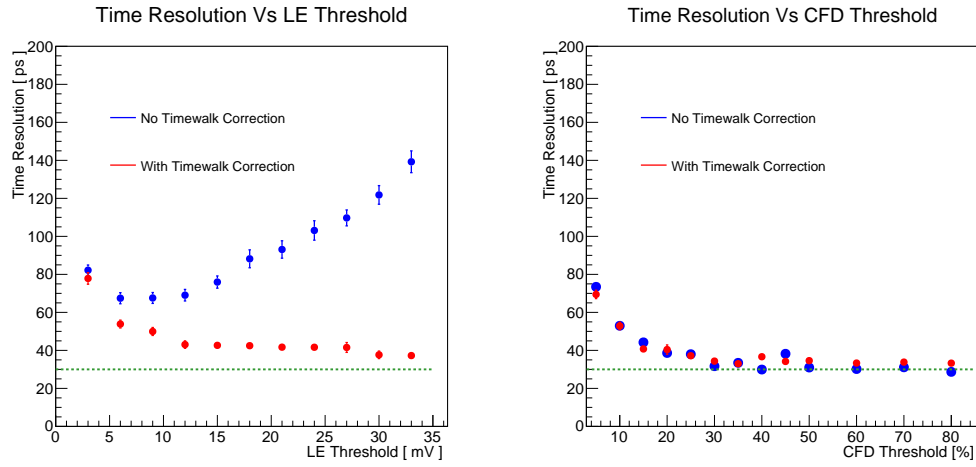 Time Resolution Vs LE Threshold
Time Resolution [ ps ]
200
180
160
140
120
100
80
60
40
20
0
No Timewalk Correction
With Timewalk Correction
0 5 10 15 20 25 30 35
LE Threshold [ mV ]
Time Resolution Vs CFD Threshold
Time Resolution [ ps ]
200
180
160
140
120
100
80
60
40
20
0
No Timewalk Correction
With Timewalk Correction
10 20 30 40 50 60 70 80
CFD Threshold [%]